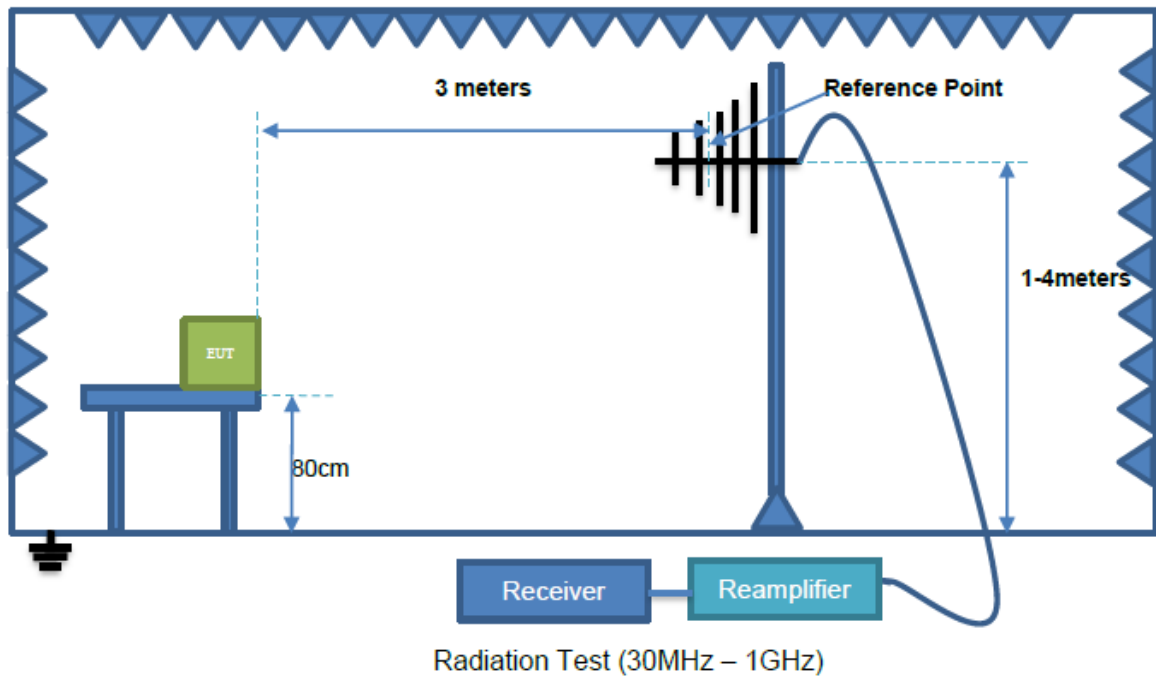 3 meters
Reference Point
1-4meters
EUT
80cm
Receiver
Reamplifier
Radiation Test (30MHz – 1GHz)